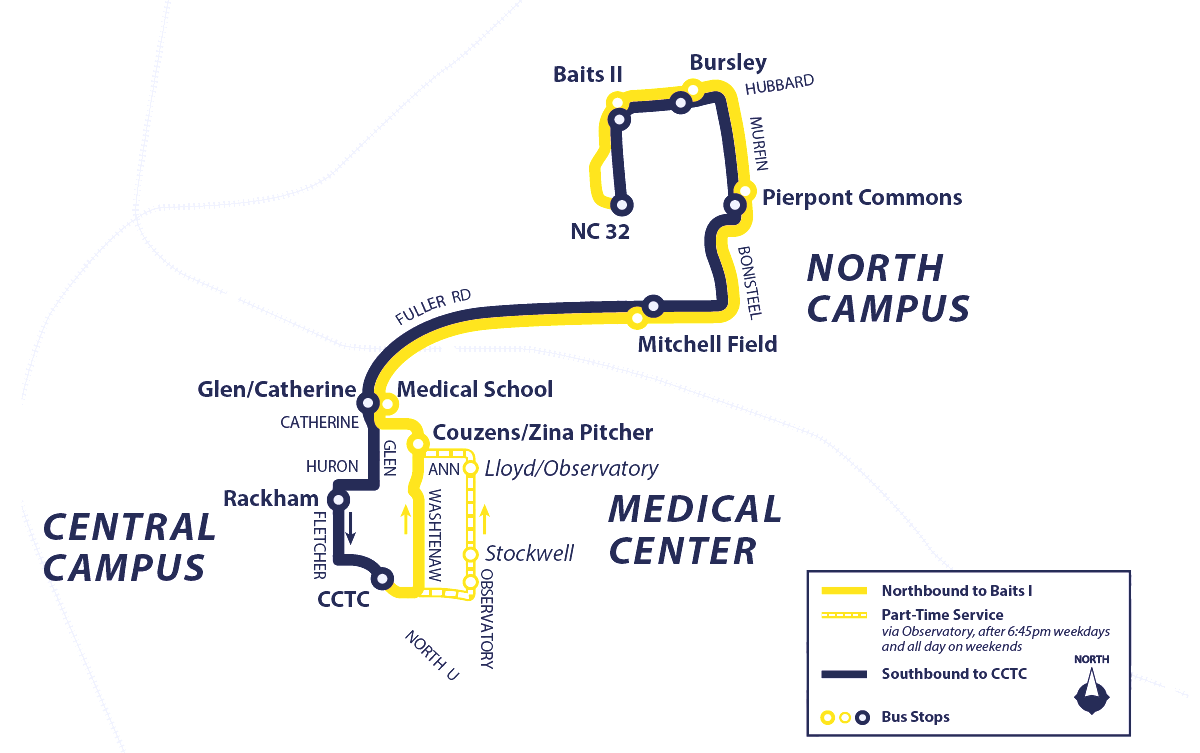 Bursley
Baits II
HUBBARD
MURFIN
Pierpont Commons
NC 32
NORTH
CAMPUS
BONISTEEL
FULLER RD
Mitchell Field
Glen/Catherine
Medical School
CATHERINE
Couzens/Zina Pitcher
GLEN
HURON
ANN
Lloyd/Observatory
Rackham
WASHTENAW
MEDICAL
CENTER
CENTRAL
CAMPUS
FLETCHER
Stockwell
CCTC
OBSERVATORY
NORTH U
Northbound to Baits I
Part-Time Service
via Observatory, after 6:45pm weekdays
and all day on weekends
Southbound to CCTC
NORTH
Bus Stops